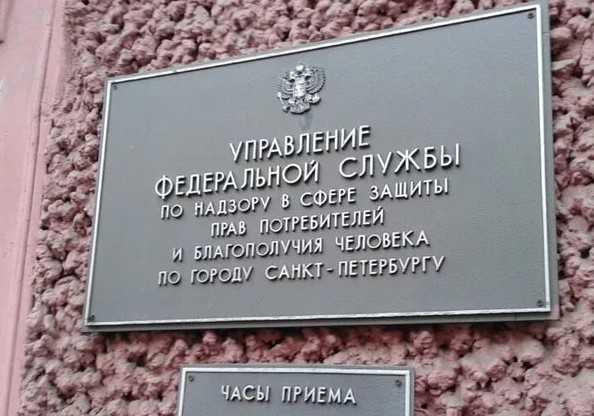 УПРАВЛЕНИЕ
ФЕДЕРАЛЬНОЙ СЛУЖБЫ
ПО НАДЗОРУ В СФЕРЕ ЗАЩИТЫ
ПРАВ ПОТРЕБИТЕЛЕЙ
И БЛАГОПОЛУЧИЯ ЧЕЛОВЕКА
ПО ГОРОДУ САНКТ-ПЕТЕРБУРГУ
ЧАСЫ ПРИЕМА